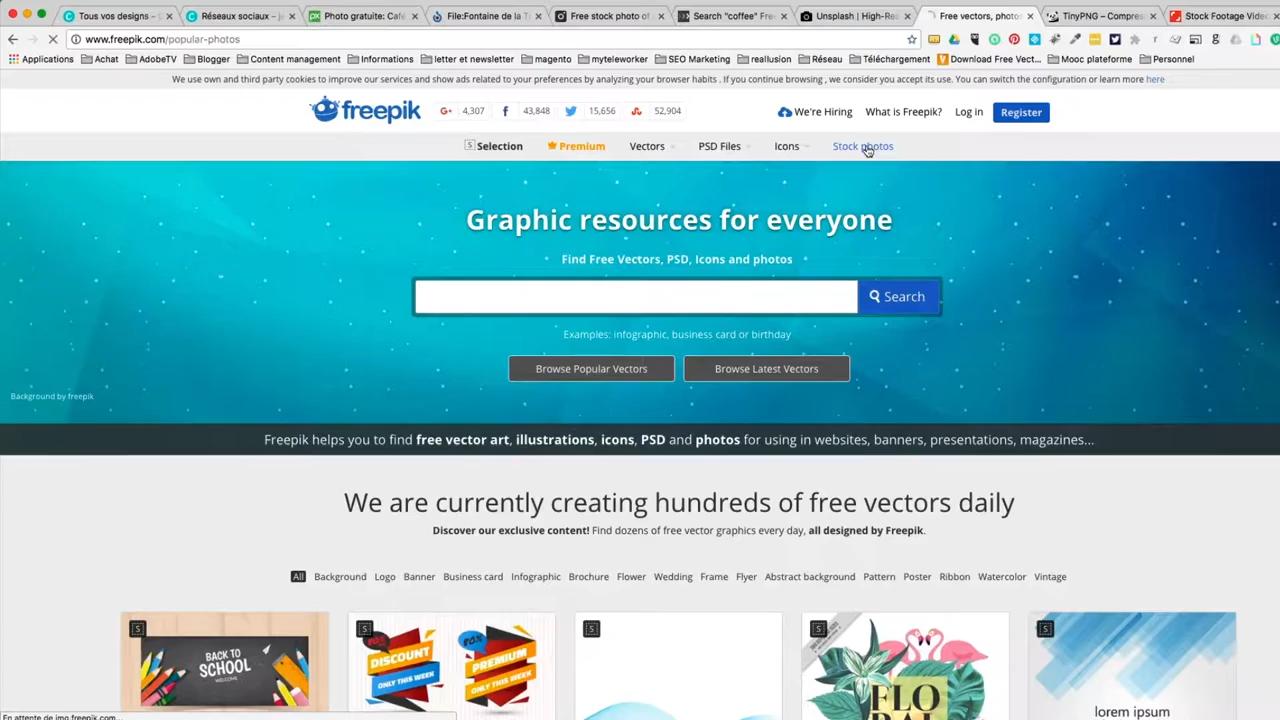 Tous vos designs –
Réseaux sociaux – je
Photo gratuite: Café
File:Fontaine de la T
Free stock photo of
Search "coffee" Free
Unsplash | High-Res
Free vectors, photos
TinyPNG – Compress
Stock Footage Video
www.freepik.com/popular-photos
Applications Achat AdobeTV Blogger Content management Informations letter et newsletter magento myteleworker SEO Marketing reallusion Réseau Téléchargement Download Free Vect... Mooc plateforme Personnel
We use own and third party cookies to improve our services and show ads related to your preferences by analyzing your browser habits . If you continue browsing , we consider you accept its use. You can switch the configuration or learn more here
freepik 4,307 43,848 15,656 52,904 We're Hiring What is Freepik? Log in Register
Selection Premium Vectors PSD Files Icons Stock photos
Graphic resources for everyone
Find Free Vectors, PSD, Icons and photos
Search
Examples: infographic, business card or birthday
Browse Popular Vectors Browse Latest Vectors
Background by freepik
Freepik helps you to find free vector art, illustrations, icons, PSD and photos for using in websites, banners, presentations, magazines...
We are currently creating hundreds of free vectors daily
Discover our exclusive content! Find dozens of free vector graphics every day, all designed by Freepik.
All Background Logo Banner Business card Infographic Brochure Flower Wedding Frame Flyer Abstract background Pattern Poster Ribbon Watercolor Vintage
BACK TO
SCHOOL
WELCOME
DISCOUNT
ONLY THIS WEEK
PREMIUM
ONLY THIS WEEK
FLO
RAL
lorem ipsum
En attente de img.freepik.com...